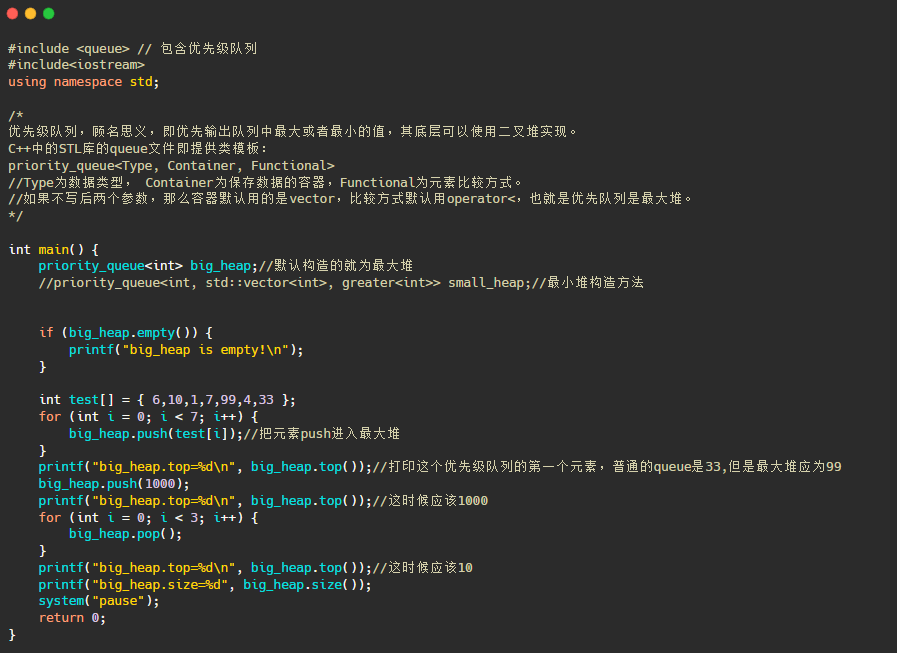 #include <queue> // 包含优先级队列
#include<iostream>
using namespace std;
/*
优先级队列，顾名思义，即优先输出队列中最大或者最小的值，其底层可以使用二叉堆实现。
C++中的STL库的queue文件即提供类模板：
priority_queue<Type, Container, Functional>
//Type为数据类型， Container为保存数据的容器，Functional为元素比较方式。
//如果不写后两个参数，那么容器默认用的是vector，比较方式默认用operator<，也就是优先队列是最大堆。
*/
int main() {
    priority_queue<int> big_heap;//默认构造的就为最大堆
    //priority_queue<int, std::vector<int>, greater<int>> small_heap;//最小堆构造方法
    if (big_heap.empty()) {
        printf("big_heap is empty!\n");
    }
    int test[] = { 6,10,1,7,99,4,33 };
    for (int i = 0; i < 7; i++) {
        big_heap.push(test[i]);//把元素push进入最大堆
    }
    printf("big_heap.top=%d\n", big_heap.top());//打印这个优先级队列的第一个元素，普通的queue是33,但是最大堆应为99
    big_heap.push(1000);
    printf("big_heap.top=%d\n", big_heap.top());//这时候应该1000
    for (int i = 0; i < 3; i++) {
        big_heap.pop();
    }
    printf("big_heap.top=%d\n", big_heap.top());//这时候应该10
    printf("big_heap.size=%d", big_heap.size());
    system("pause");
    return 0;
}